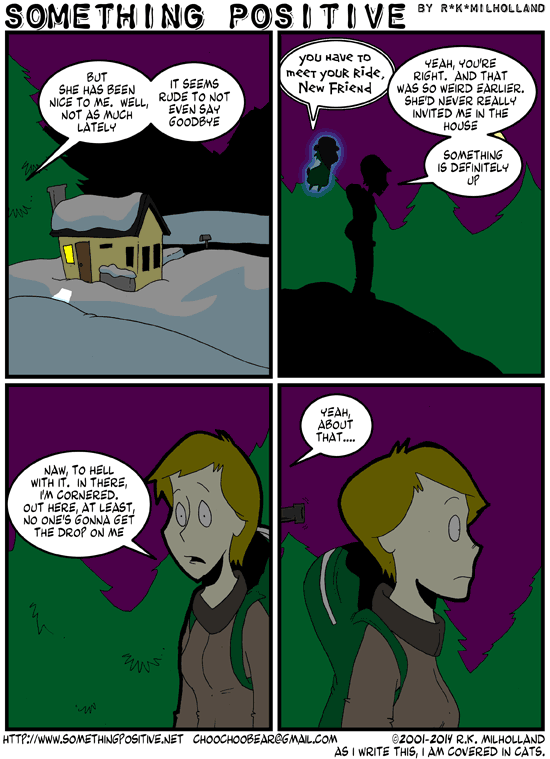 SOMETHING POSITIVE BY R*K*MILHOLLAND
BUT
SHE HAS BEEN
NICE TO ME. WELL,
NOT AS MUCH
LATELY
IT SEEMS
RUDE TO NOT
EVEN SAY
GOODBYE
YOU HAVE TO
MEET YOUR RIDE,
NEW FRIEND
YEAH, YOU'RE
RIGHT. AND THAT
WAS SO WEIRD EARLIER.
SHE'D NEVER REALLY
INVITED ME IN THE
HOUSE
SOMETHING
IS DEFINITELY
UP
NAW, TO HELL
WITH IT. IN THERE,
I'M CORNERED.
OUT HERE, AT LEAST,
NO ONE'S GONNA GET
THE DROP ON ME
YEAH,
ABOUT
THAT....
HTTP://WWW.SOMETHINGPOSITIVE.NET CHOOCHOOBEAR@GMAIL.COM ©2001-2014 R.K. MILHOLLAND
AS I WRITE THIS, I AM COVERED IN CATS.